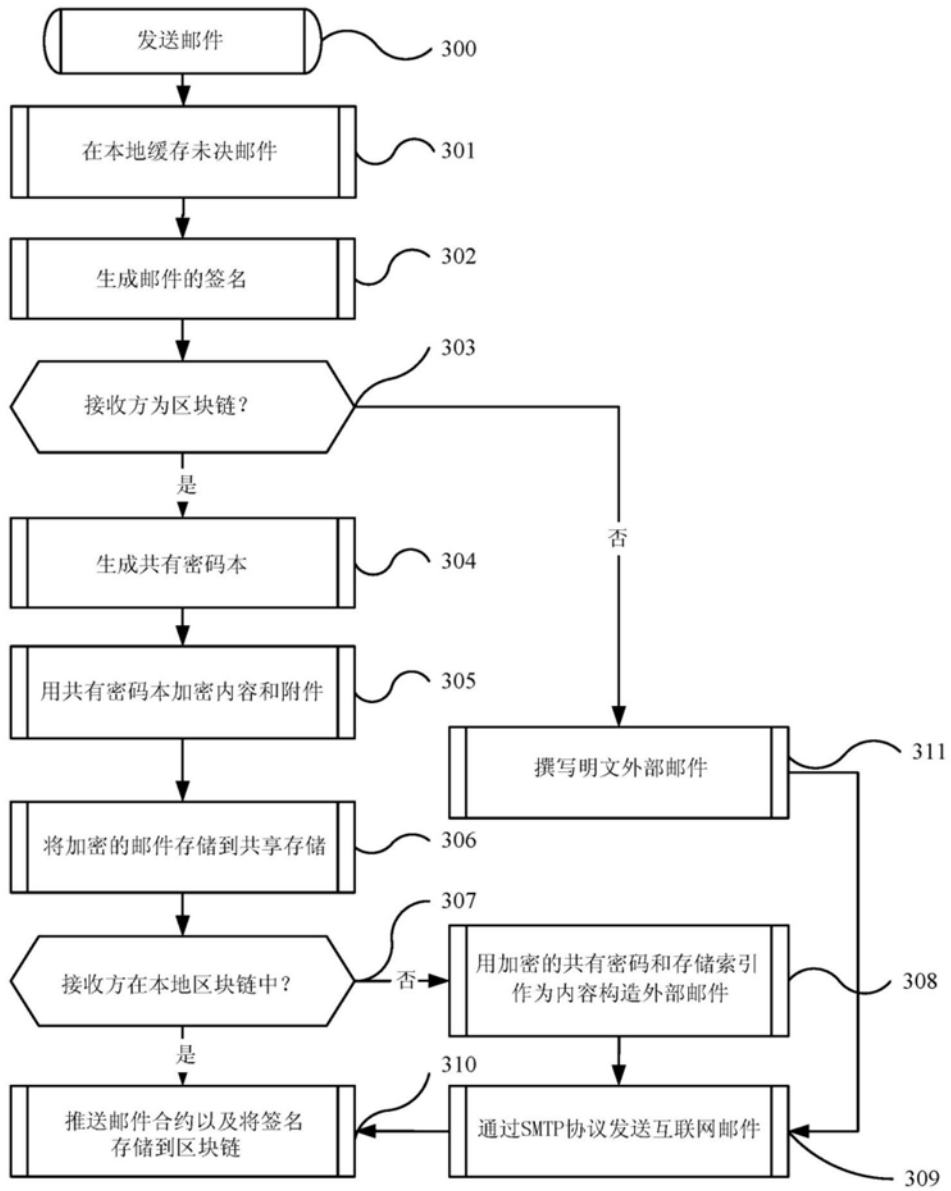 发送邮件
300
在本地缓存未决邮件
301
生成邮件的签名
302
303
接收方为区块链?
是
否
生成共有密码本
304
用共有密码本加密内容和附件
305
撰写明文外部邮件
311
将加密的邮件存储到共享存储
306
307
接收方在本地区块链中?
否
用加密的共有密码和存储索引
作为内容构造外部邮件
308
是
310
推送邮件合约以及将签名
存储到区块链
通过SMTP协议发送互联网邮件
309